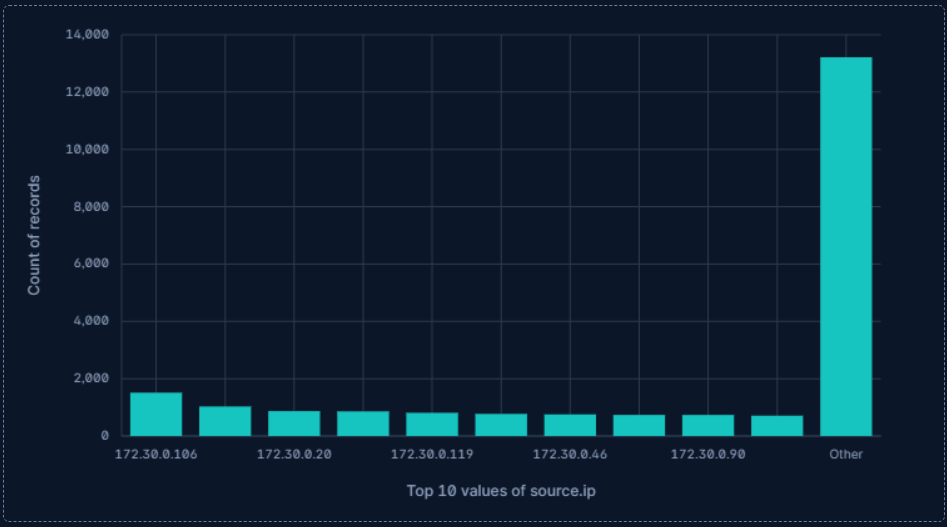 14,000
12,000
10,000
8,000
6,000
4,000
2,000
0
Count of records
172.30.0.106 172.30.0.20 172.30.0.119 172.30.0.46 172.30.0.90 Other
Top 10 values of source.ip